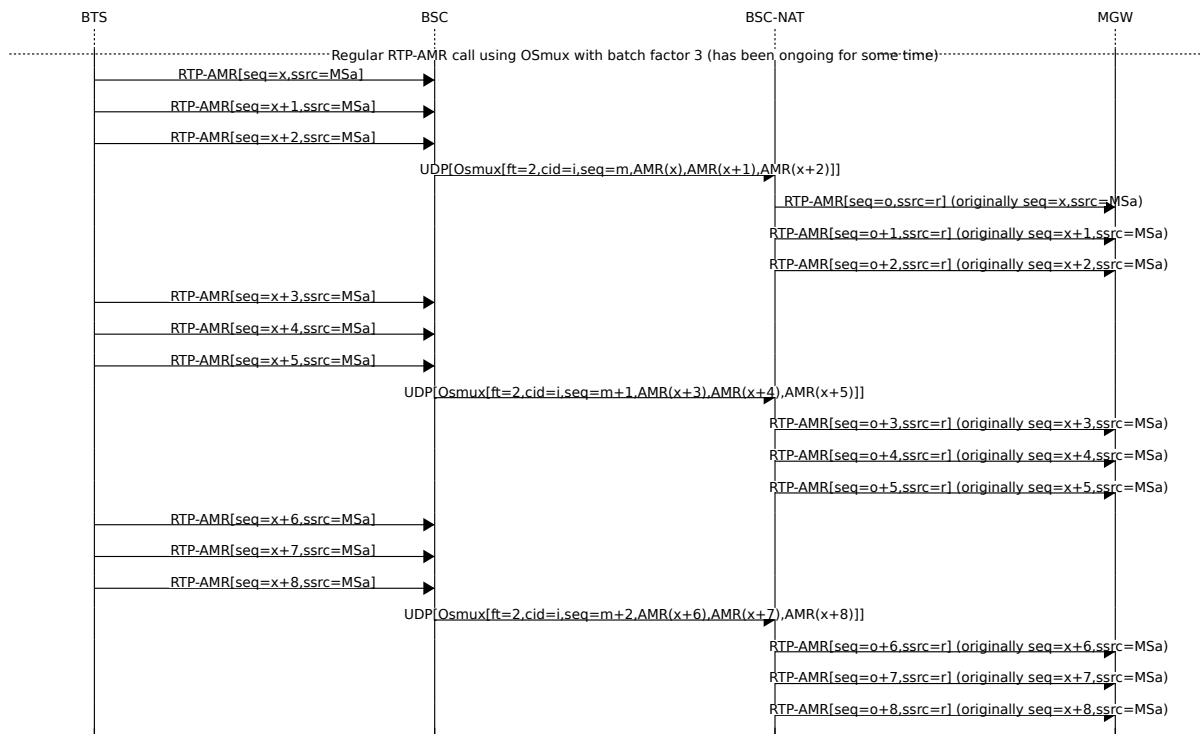 BTS BSC BSC-NAT MGW
Regular RTP-AMR call using OSmux with batch factor 3 (has been ongoing for some time)
RTP-AMR[seq=x,ssrc=MSa]
RTP-AMR[seq=x+1,ssrc=MSa]
RTP-AMR[seq=x+2,ssrc=MSa]
UDP[Osmux[ft=2,cid=i,seq=m,AMR(x),AMR(x+1),AMR(x+2)]]
RTP-AMR[seq=o,ssrc=r] (originally seq=x,ssrc=MSa)
RTP-AMR[seq=o+1,ssrc=r] (originally seq=x+1,ssrc=MSa)
RTP-AMR[seq=o+2,ssrc=r] (originally seq=x+2,ssrc=MSa)
RTP-AMR[seq=x+3,ssrc=MSa]
RTP-AMR[seq=x+4,ssrc=MSa]
RTP-AMR[seq=x+5,ssrc=MSa]
UDP[Osmux[ft=2,cid=i,seq=m+1,AMR(x+3),AMR(x+4),AMR(x+5)]]
RTP-AMR[seq=o+3,ssrc=r] (originally seq=x+3,ssrc=MSa)
RTP-AMR[seq=o+4,ssrc=r] (originally seq=x+4,ssrc=MSa)
RTP-AMR[seq=o+5,ssrc=r] (originally seq=x+5,ssrc=MSa)
RTP-AMR[seq=x+6,ssrc=MSa]
RTP-AMR[seq=x+7,ssrc=MSa]
RTP-AMR[seq=x+8,ssrc=MSa]
UDP[Osmux[ft=2,cid=i,seq=m+2,AMR(x+6),AMR(x+7),AMR(x+8)]]
RTP-AMR[seq=o+6,ssrc=r] (originally seq=x+6,ssrc=MSa)
RTP-AMR[seq=o+7,ssrc=r] (originally seq=x+7,ssrc=MSa)
RTP-AMR[seq=o+8,ssrc=r] (originally seq=x+8,ssrc=MSa)